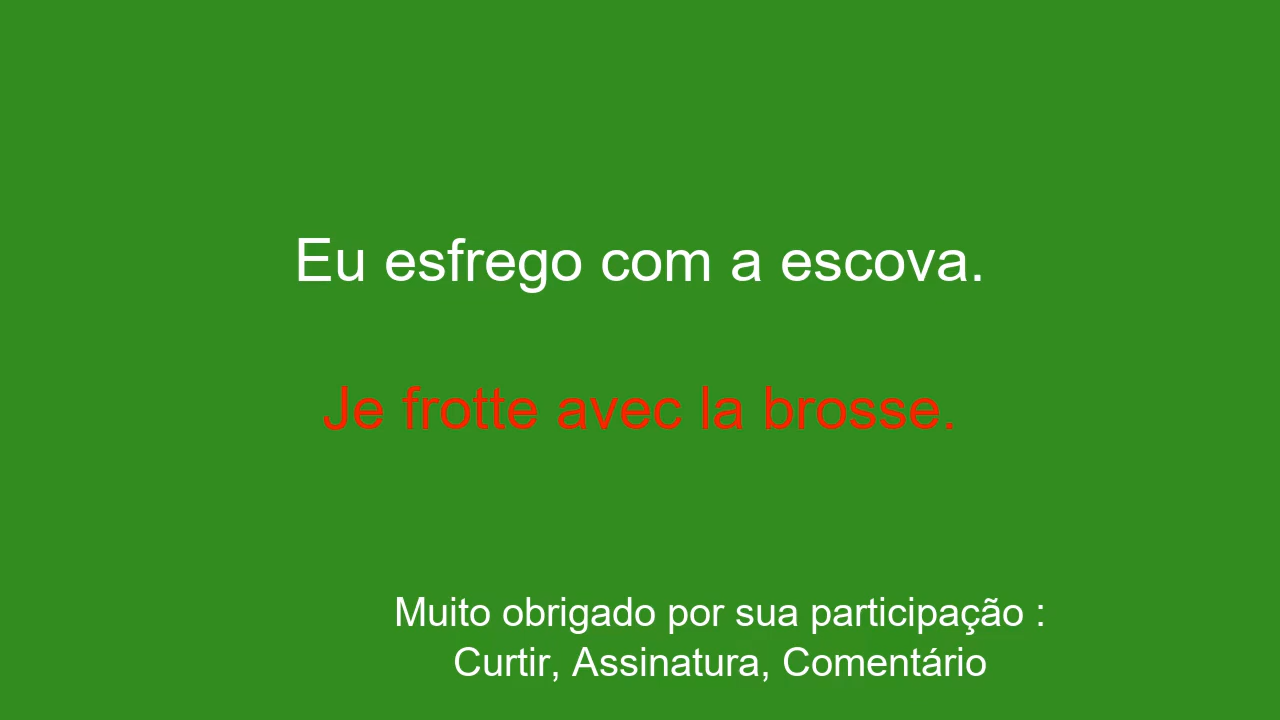 Eu esfrego com a escova.
Je frotte avec la brosse.
Muito obrigado por sua participação :
Curtir, Assinatura, Comentário